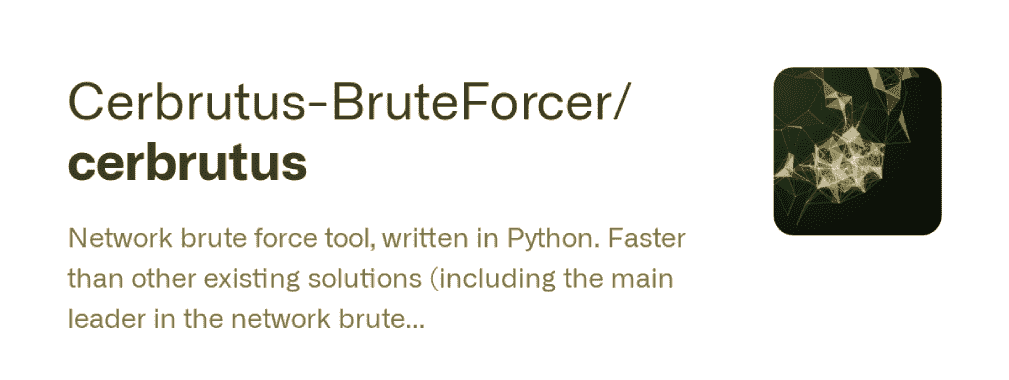 Cerbrutus-BruteForcer/
cerbrutus
Network brute force tool, written in Python. Faster
than other existing solutions (including the main
leader in the network brute...